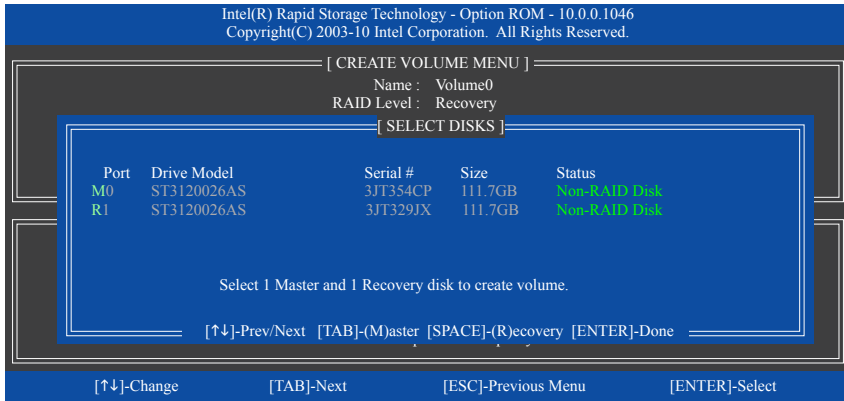 Intel(R) Rapid Storage Technology - Option ROM - 10.0.0.1046
Copyright(C) 2003-10 Intel Corporation. All Rights Reserved.
[ CREATE VOLUME MENU ]
Name : Volume0
RAID Level : Recovery
[ SELECT DISKS ]
Port Drive Model Serial # Size Status
M0 ST3120026AS 3JT354CP 111.7GB Non-RAID Disk
R1 ST3120026AS 3JT329JX 111.7GB Non-RAID Disk
Select 1 Master and 1 Recovery disk to create volume.
[↑↓]-Prev/Next [TAB]-(M)aster [SPACE]-(R)ecovery [ENTER]-Done
[↑↓]-Change [TAB]-Next [ESC]-Previous Menu [ENTER]-Select